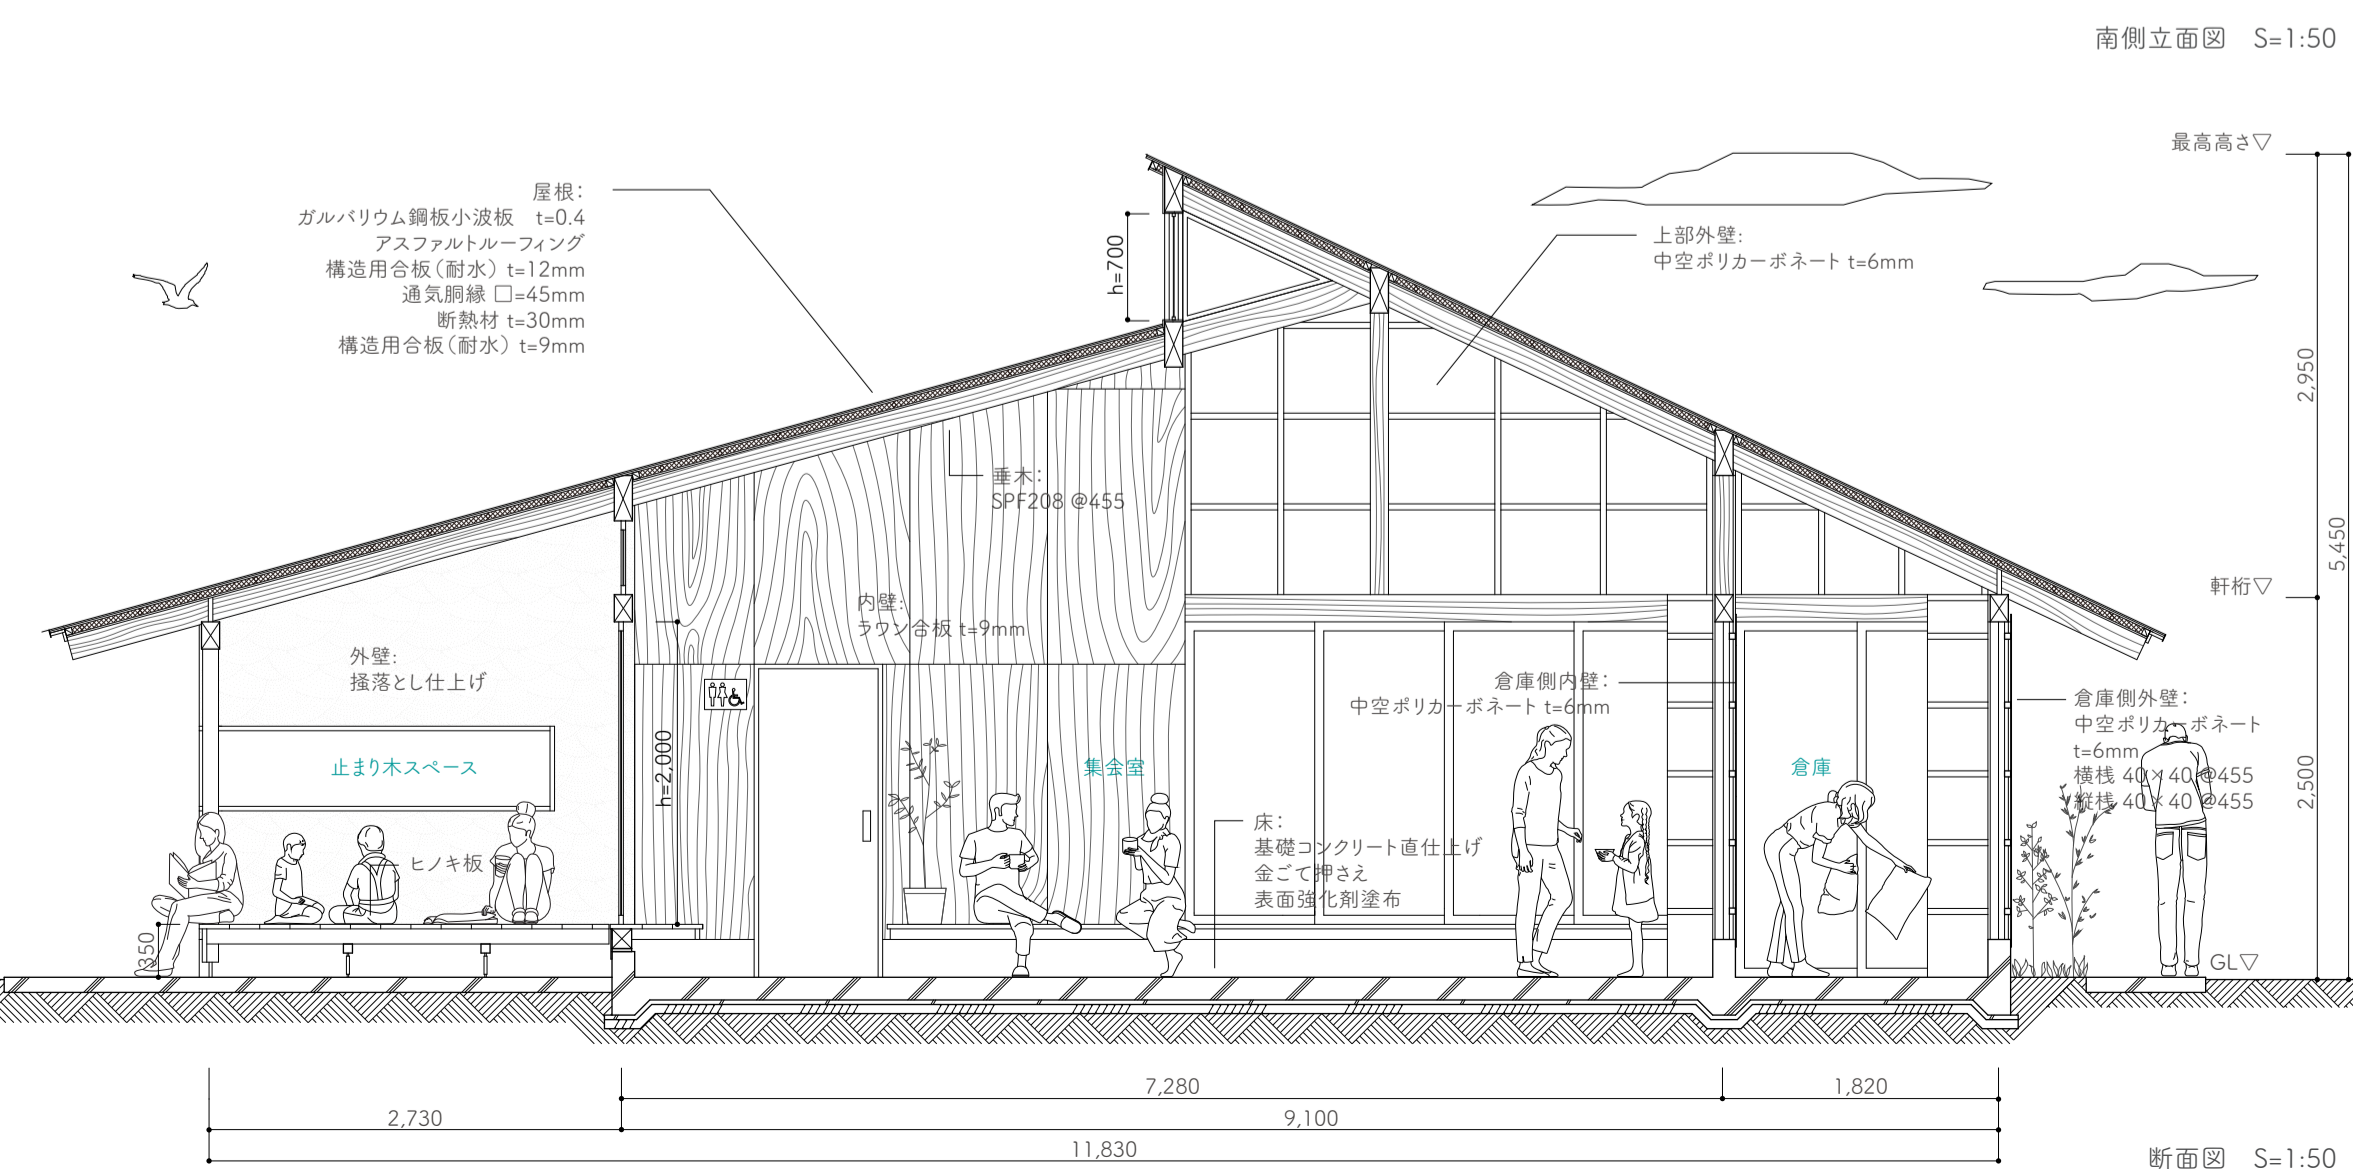 南側立面図　S=1:50
最高高さ▽
屋根:
ガルバリウム鋼板小波板　t=0.4
アスファルトルーフィング
構造用合板（耐水） t=12mm
通気胴縁 □=45mm
断熱材 t=30mm
構造用合板（耐水） t=9mm
h=700
上部外壁:
中空ポリカーボネート t=6mm
2,950
5,450
垂木:
SPF208 @455
軒桁▽
内壁:
ラワン合板 t=9mm
外壁:
掻落とし仕上げ
倉庫側内壁:
中空ポリカーボネート t=6mm
倉庫側外壁:
中空ポリカーボネート
t=6mm
横桟 40×40 @455
縦桟 40×40 @455
止まり木スペース
h=2,000
集会室
倉庫
2,500
床:
基礎コンクリート直仕上げ
金ごて押さえ
表面強化剤塗布
ヒノキ板
350
GL▽
7,280
1,820
2,730
9,100
11,830
断面図　S=1:50